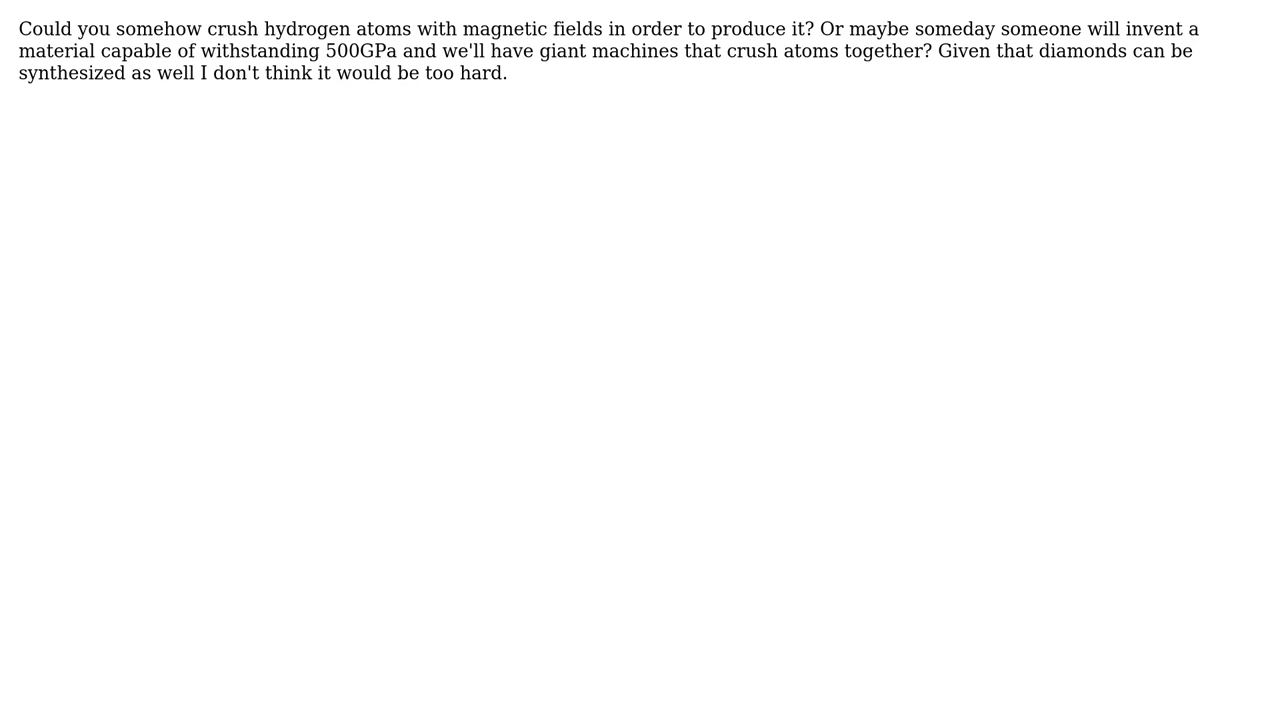 Could you somehow crush hydrogen atoms with magnetic fields in order to produce it? Or maybe someday someone will invent a
material capable of withstanding 500GPa and we'll have giant machines that crush atoms together? Given that diamonds can be
synthesized as well I don't think it would be too hard.